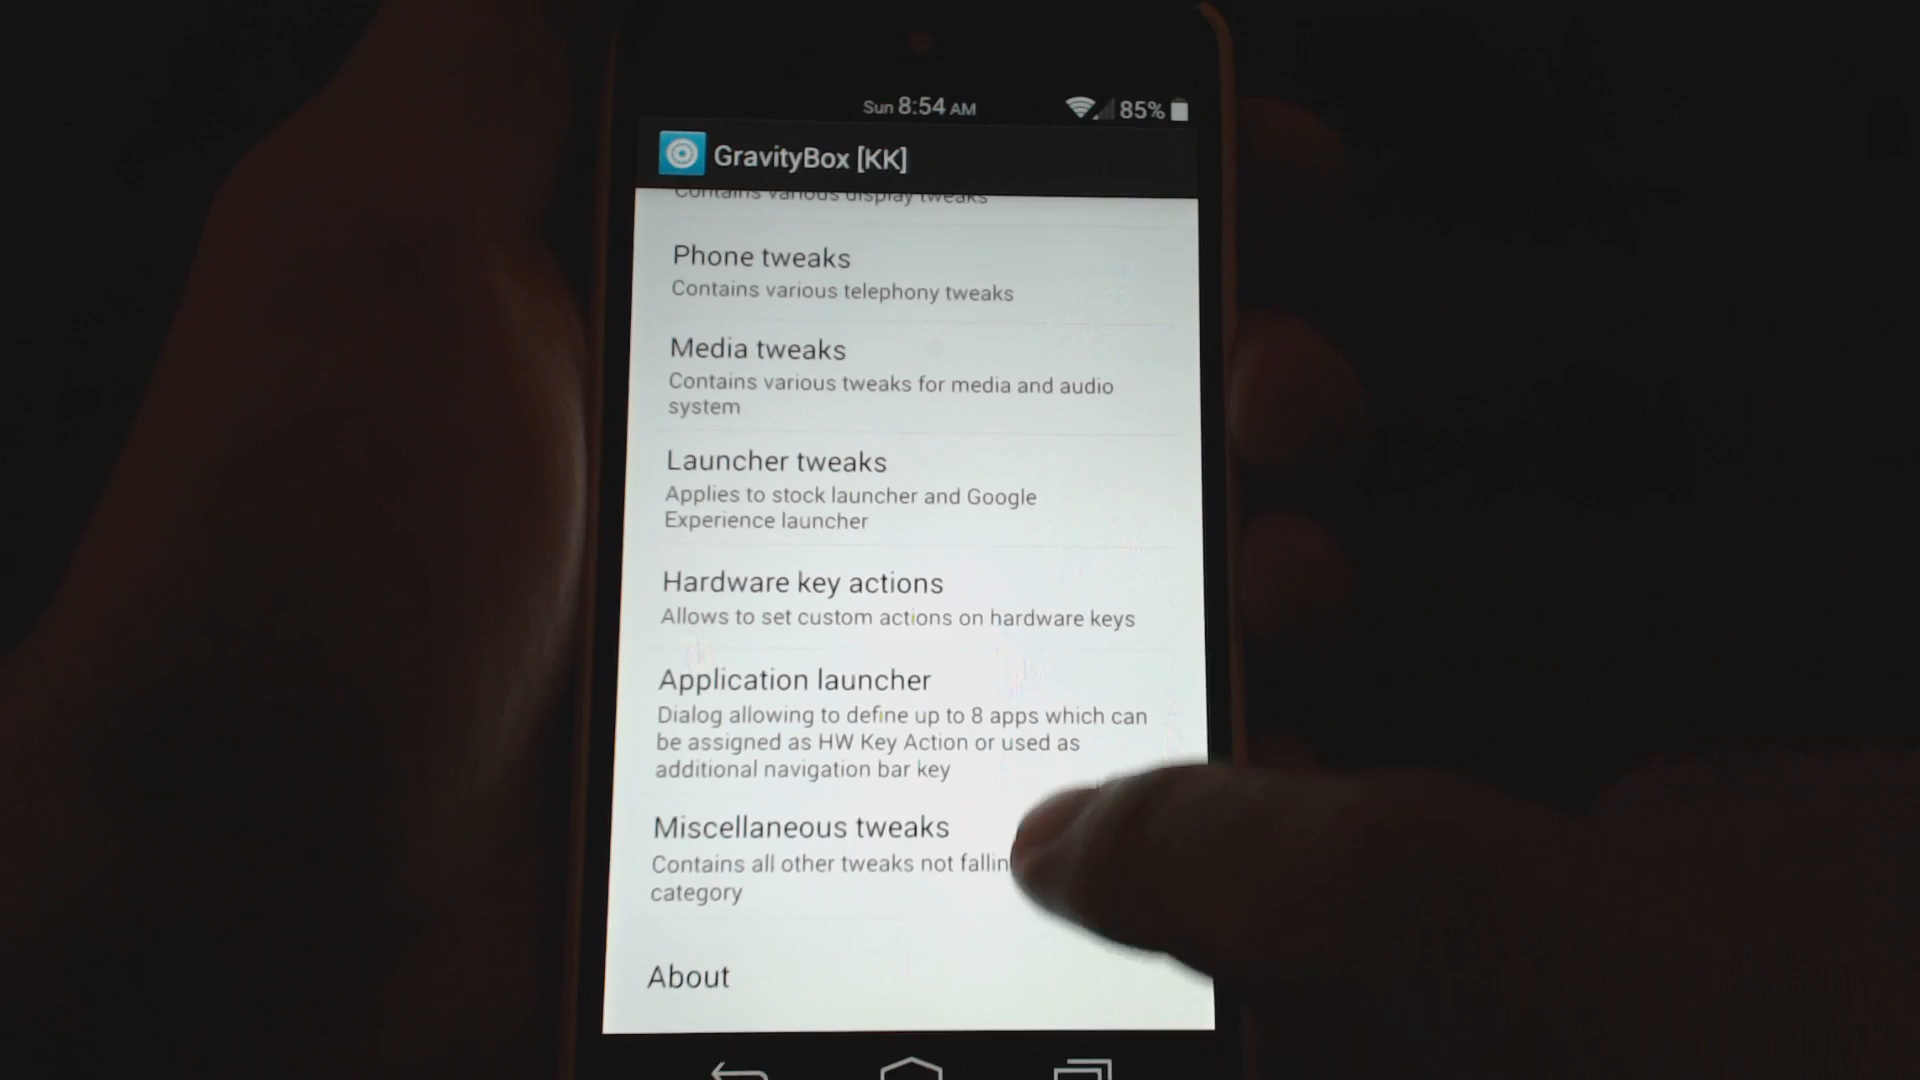 Sun 8:54 AM 85%
GravityBox [KK]
Contains various display tweaks
Phone tweaks
Contains various telephony tweaks
Media tweaks
Contains various tweaks for media and audio
system
Launcher tweaks
Applies to stock launcher and Google
Experience launcher
Hardware key actions
Allows to set custom actions on hardware keys
Application launcher
Dialog allowing to define up to 8 apps which can
be assigned as HW Key Action or used as
additional navigation bar key
Miscellaneous tweaks
Contains all other tweaks not fallin
category
About